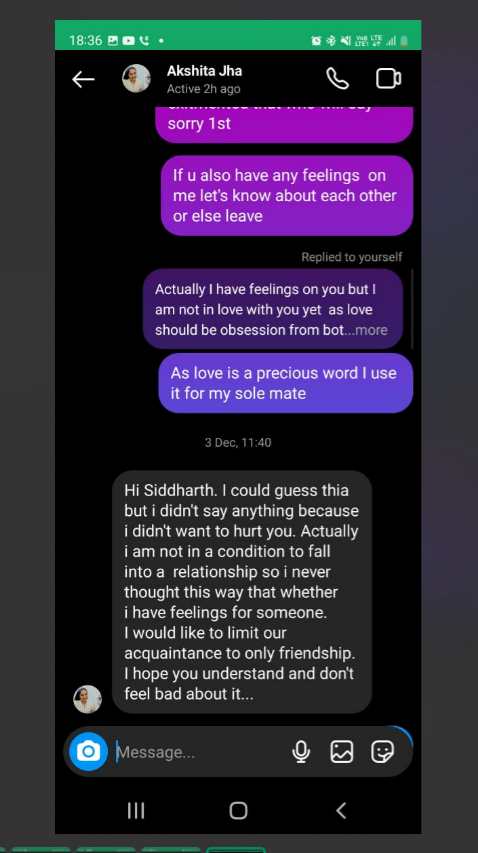 18:36
Akshita Jha
Active 2h ago
sorry 1st
If u also have any feelings on
me let's know about each other
or else leave
Replied to yourself
Actually I have feelings on you but I
am not in love with you yet as love
should be obsession from bot...more
As love is a precious word I use
it for my sole mate
3 Dec, 11:40
Hi Siddharth. I could guess thia
but i didn't say anything because
i didn't want to hurt you. Actually
i am not in a condition to fall
into a relationship so i never
thought this way that whether
i have feelings for someone.
I would like to limit our
acquaintance to only friendship.
I hope you understand and don't
feel bad about it...
Message...